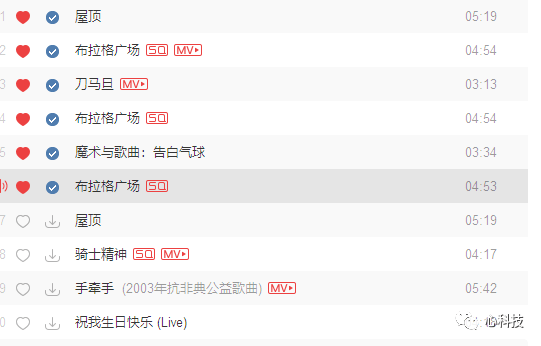 1 屋顶 05:19
2 布拉格广场 SQ MV 04:54
3 刀马旦 MV 03:13
4 布拉格广场 SQ 04:54
5 魔术与歌曲：告白气球 03:34
布拉格广场 SQ 04:53
7 屋顶 05:19
8 骑士精神 SQ MV 04:17
9 手牵手 (2003年抗非典公益歌曲) MV 05:42
0 祝我生日快乐 (Live)
心科技